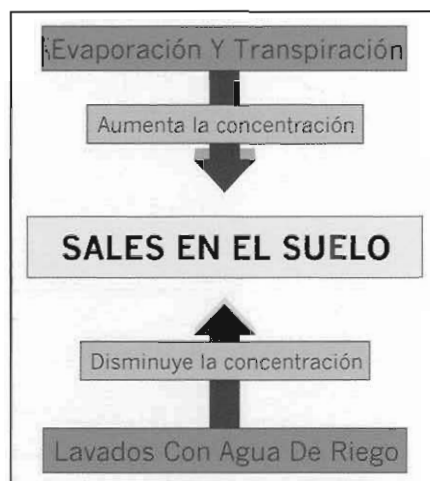 Evaporación Y Transpiración
Aumenta la concentración
SALES EN EL SUELO
Disminuye la concentración
Lavados Con Agua De Riego